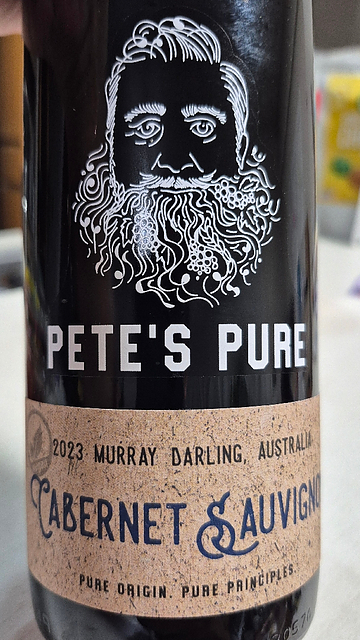 PETE'S PURE
2023 MURRAY DARLING, AUSTRALIA
CABERNET SAUVIGNO
PURE ORIGIN. PURE PRINCIPLES.